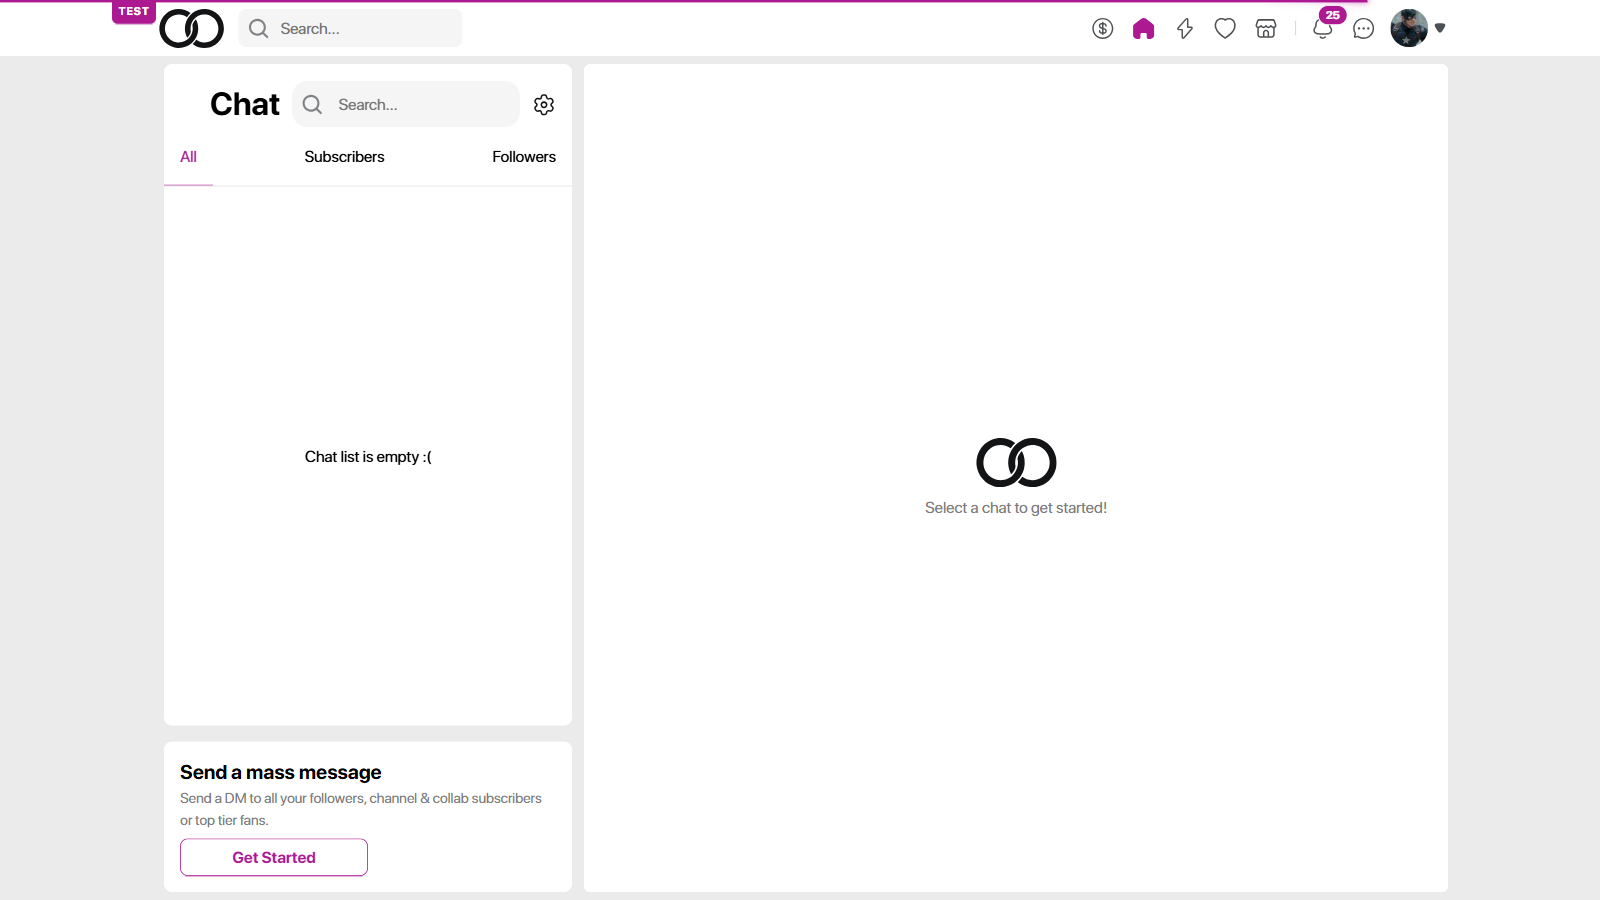 TEST
Search...
25
Chat
Search...
All
Subscribers
Followers
Chat list is empty :(
Select a chat to get started!
Send a mass message
Send a DM to all your followers, channel & collab subscribers
or top tier fans.
Get Started